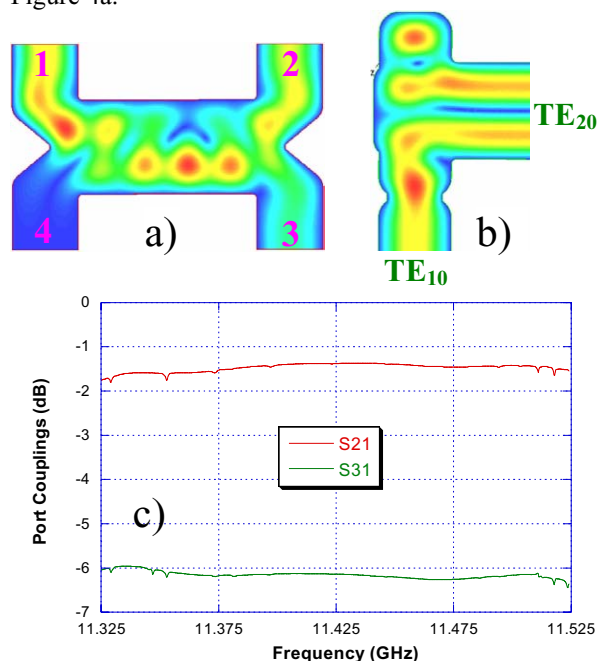 Figure 4a.
1
2
z
TE20
4
a)
3
b)
TE10
0
-1
-2
-3
-4
-5
-6
-7
Port Couplings (dB)
S21
S31
c)
11.325
11.375
11.425
11.475
11.525
Frequency (GHz)